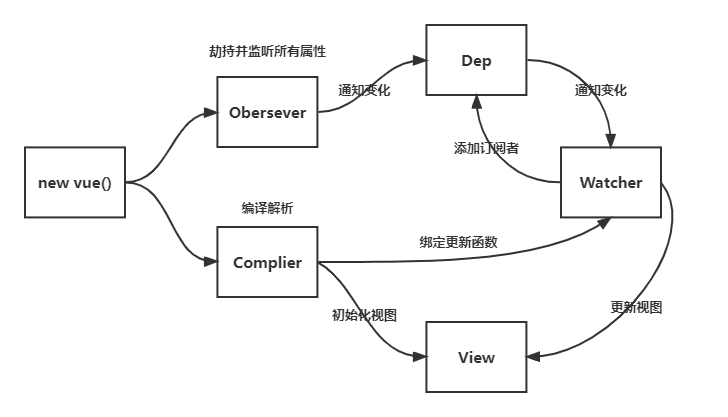 劫持并监听所有属性
Dep
Obersever
通知变化
通知变化
添加订阅者
new vue()
Watcher
编译解析
Complier
绑定更新函数
初始化视图
更新视图
View